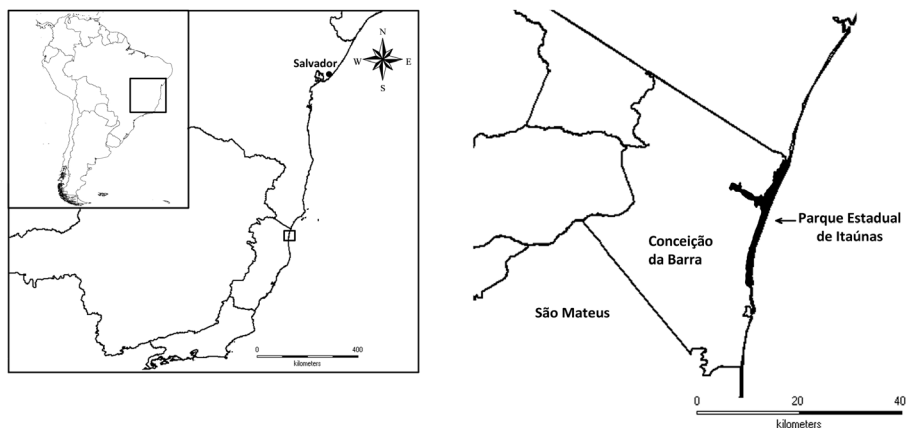 Salvador
N
W
E
S
0
400
kilometers
Parque Estadual
de Itaúnas
Conceição
da Barra
São Mateus
0
20
40
kilometers